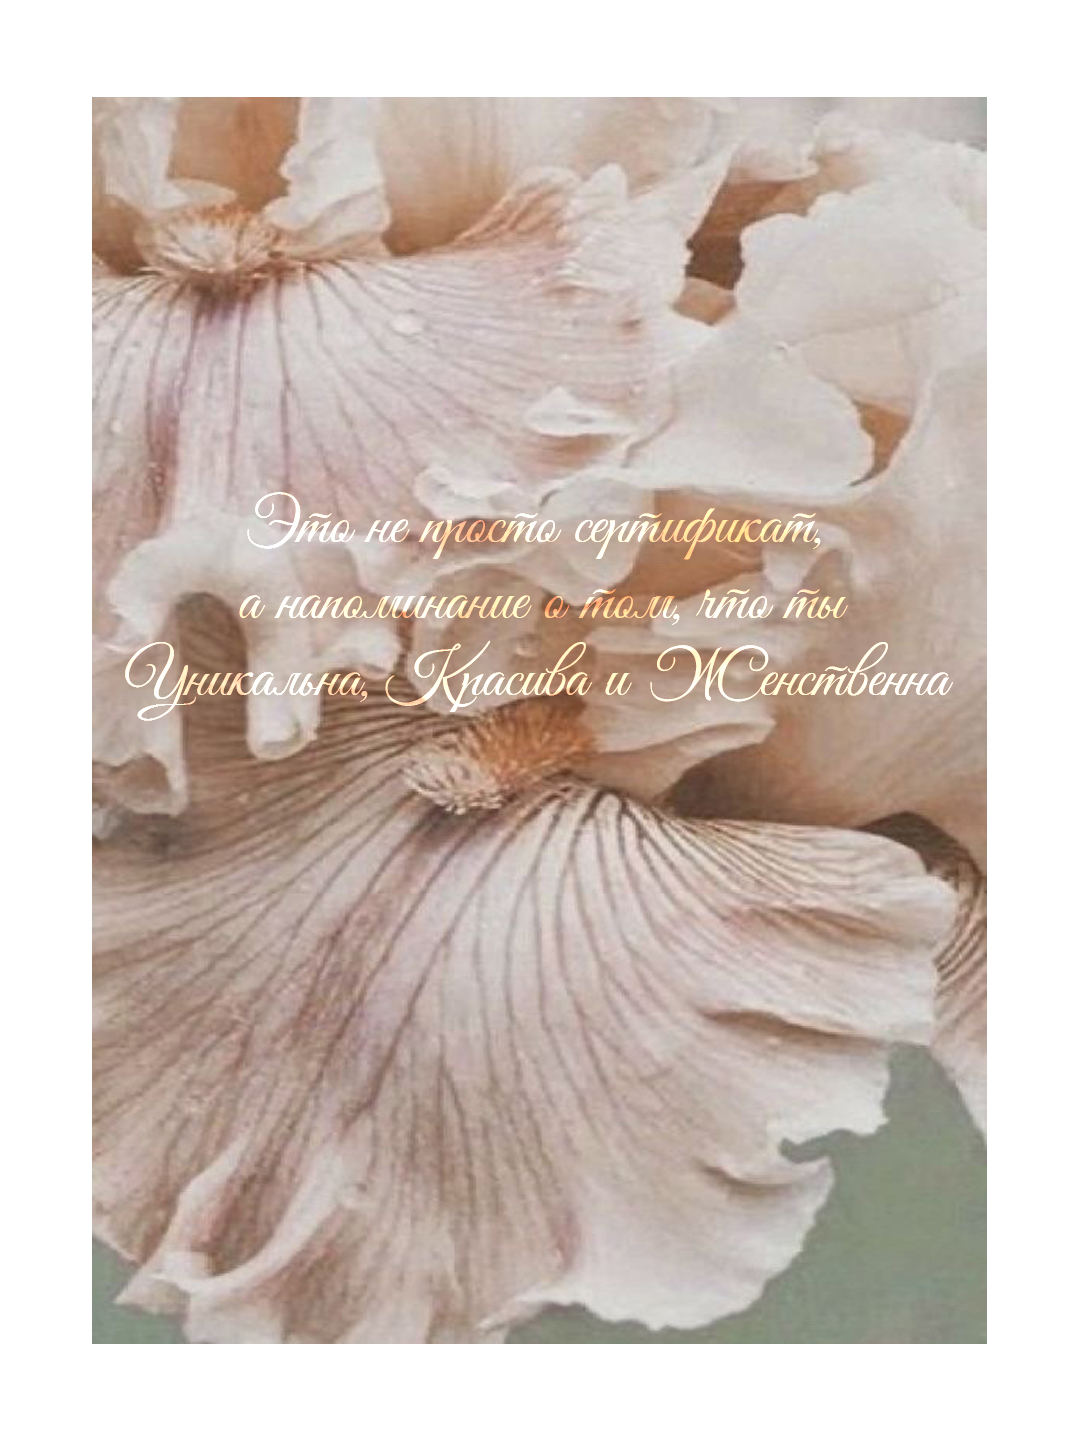 Это не просто сертификат,
а напоминание о том, что ты
Уникальна, Красива и Женственна